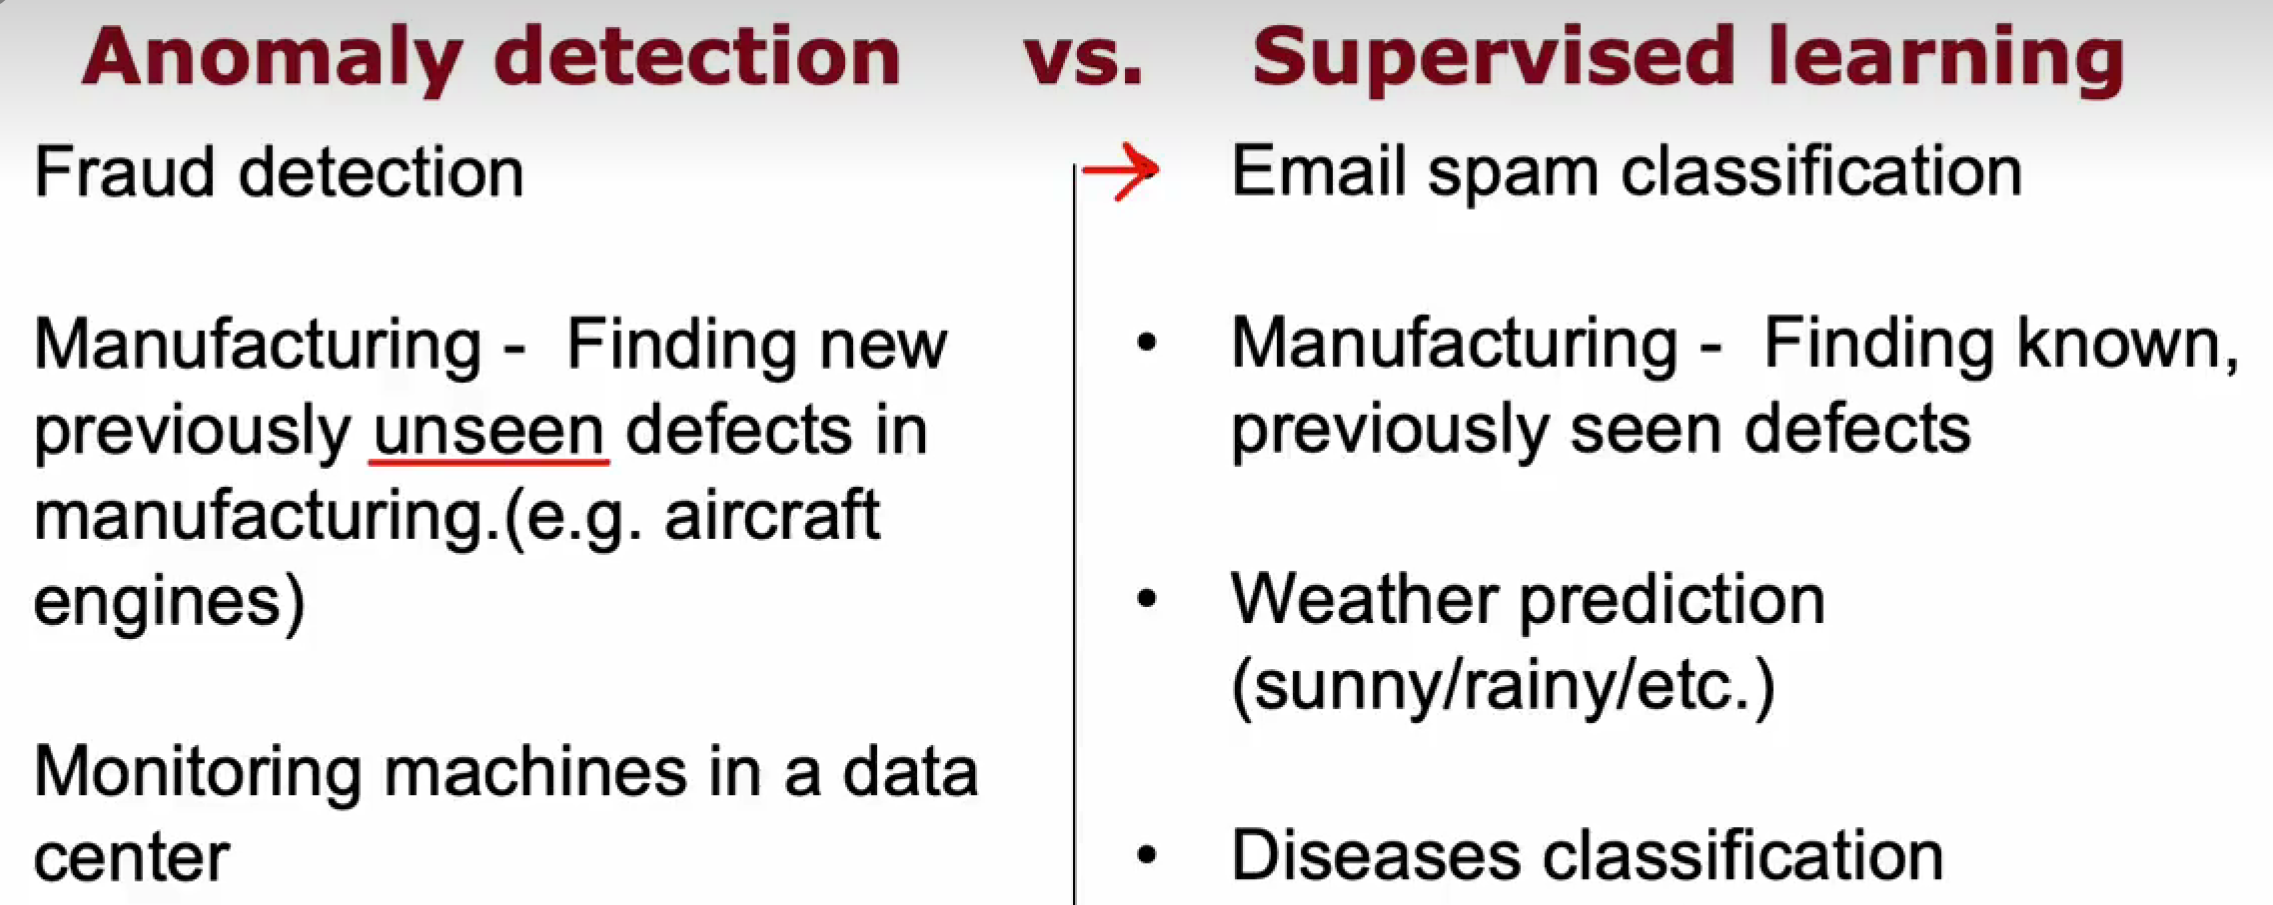 Anomaly detection vs. Supervised learning
Fraud detection
Manufacturing - Finding new
previously unseen defects in
manufacturing.(e.g. aircraft
engines)
Monitoring machines in a data
center
Email spam classification
• Manufacturing - Finding known,
previously seen defects
• Weather prediction
(sunny/rainy/etc.)
• Diseases classification